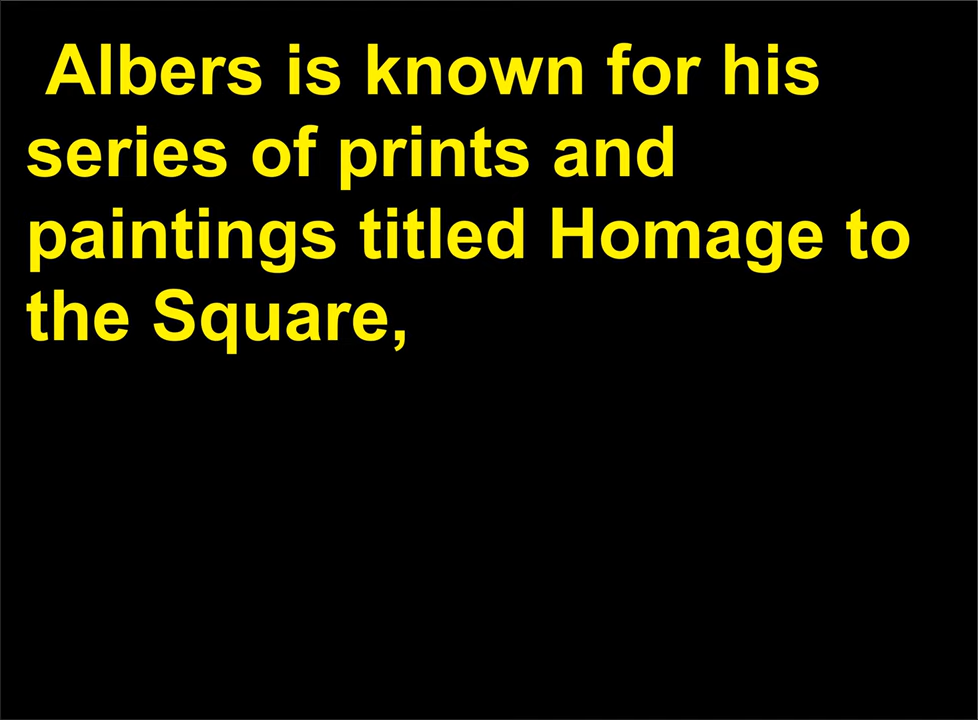 Albers is known for his
series of prints and
paintings titled Homage to
the Square,